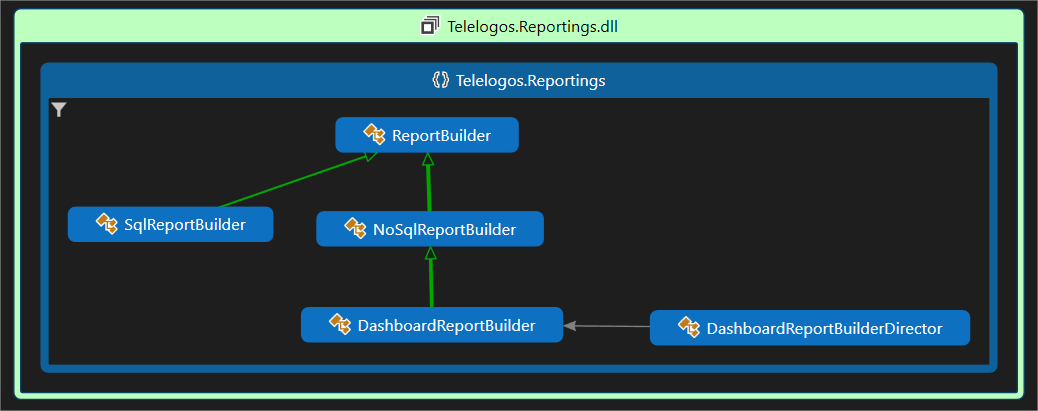 Telelogos.Reportings.dll
Telelogos.Reportings
ReportBuilder
SqlReportBuilder
NoSqlReportBuilder
DashboardReportBuilder
DashboardReportBuilderDirector